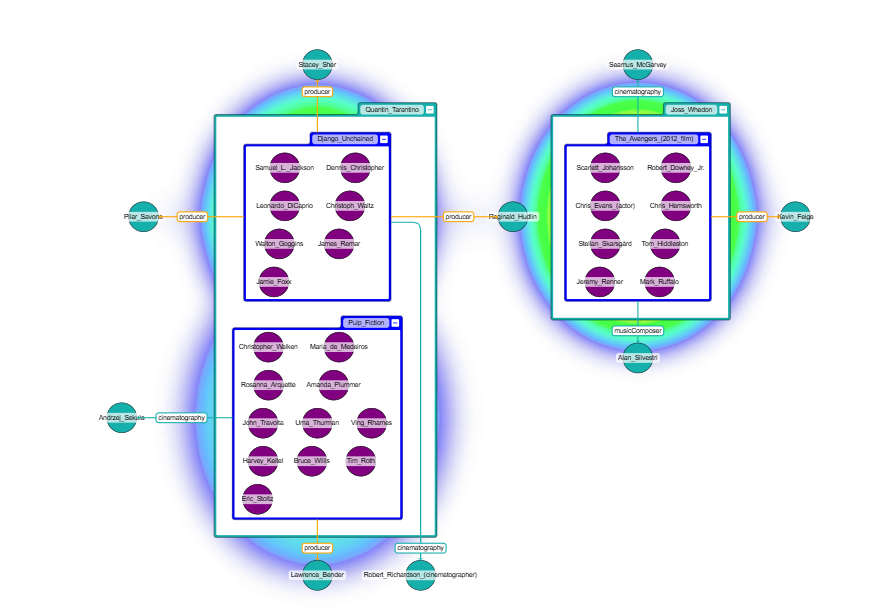 Stacey_Sher
producer
Seamus_McGarvey
cinematography
Quentin_Tarantino
Joss_Whedon
Django_Unchained
Samuel_L._Jackson
Dennis_Christopher
Leonardo_DiCaprio
Christoph_Waltz
Walton_Goggins
James_Remar
Jamie_Foxx
The_Avengers_(2012_film)
Scarlett_Johansson
Robert_Downey_Jr.
Chris_Evans_(actor)
Chris_Hemsworth
Stellan_Skarsgård
Tom_Hiddleston
Jeremy_Renner
Mark_Ruffalo
Pilar_Savone
producer
producer
Reginald_Hudlin
producer
Kevin_Feige
musicComposer
Alan_Silvestri
Pulp_Fiction
Christopher_Walken
Maria_de_Medeiros
Rosanna_Arquette
Amanda_Plummer
John_Travolta
Uma_Thurman
Ving_Rhames
Harvey_Keitel
Bruce_Willis
Tim_Roth
Eric_Stoltz
Andrzej_Sekula
cinematography
producer
cinematography
Lawrence_Bender
Robert_Richardson_(cinematographer)